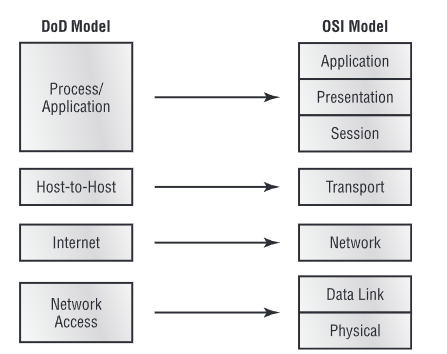 DoD Model
OSI Model
Process/
Application
Application
Presentation
Session
Host-to-Host
Transport
Internet
Network
Network
Access
Data Link
Physical